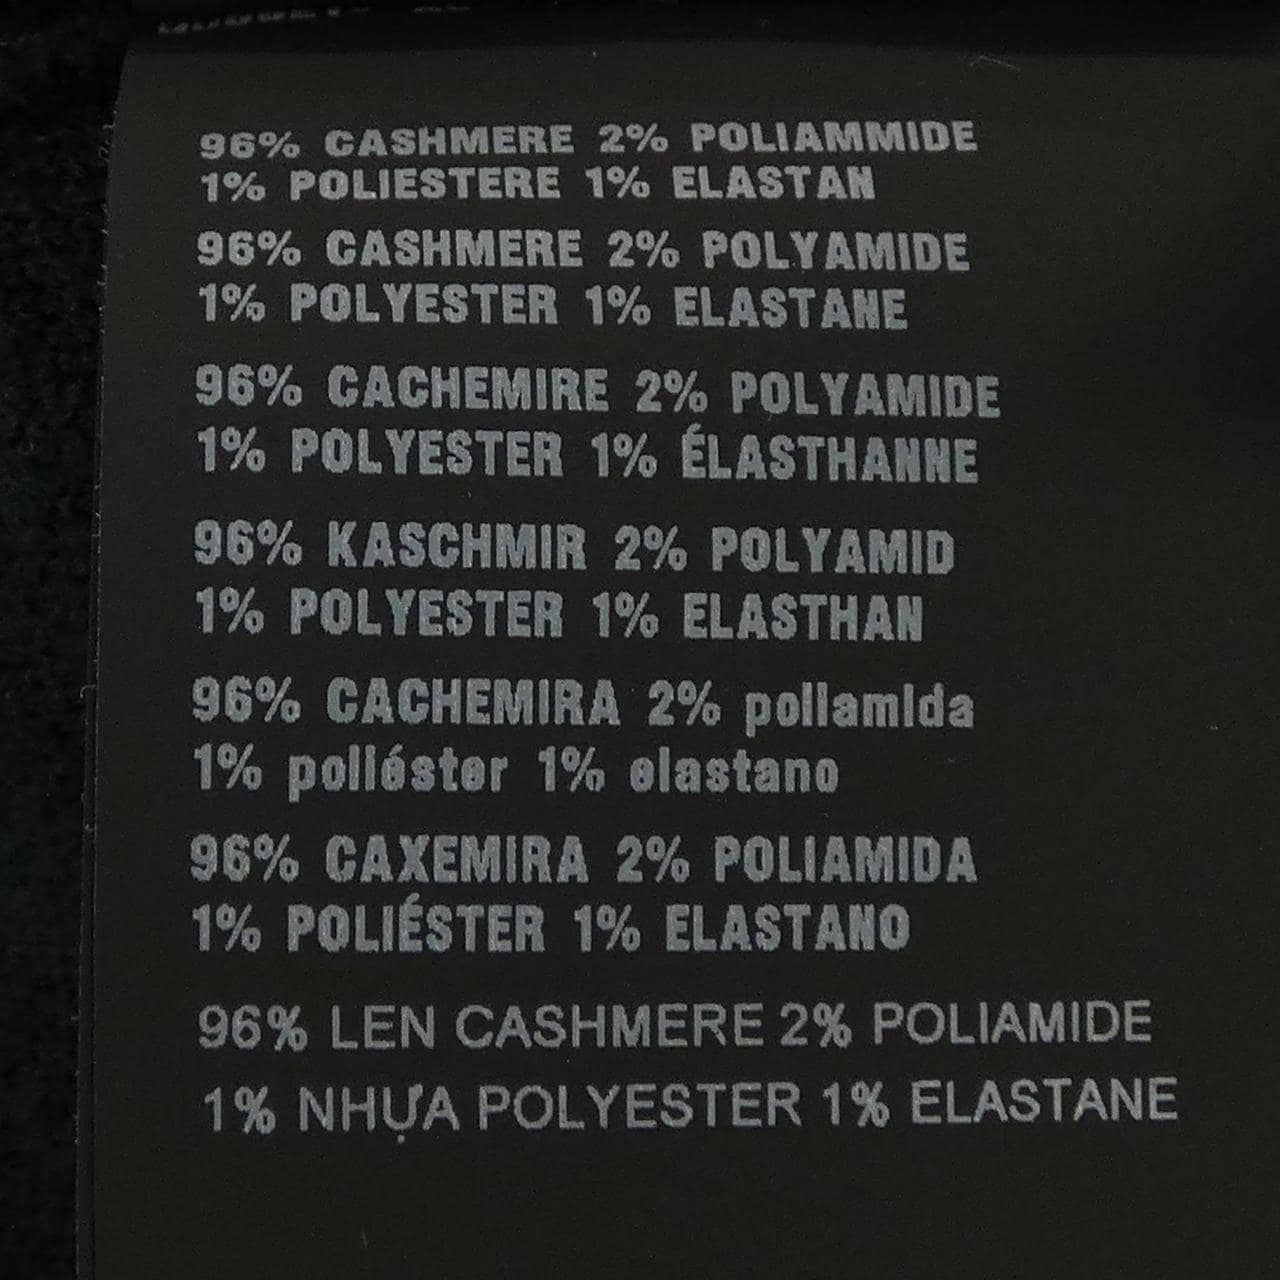 96% CASHMERE 2% POLIAMMIDE
1% POLIESTERE 1% ELASTAN
96% CASHMERE 2% POLYAMIDE
1% POLYESTER 1% ELASTANE
96% CACHEMIRE 2% POLYAMIDE
1% POLYESTER 1% ÉLASTHANNE
96% KASCHMIR 2% POLYAMID
1% POLYESTER 1% ELASTHAN
96% CACHEMIRA 2% poliamida
1% poliéster 1% elastano
96% CAXEMIRA 2% POLIAMIDA
1% POLIÉSTER 1% ELASTANO
96% LEN CASHMERE 2% POLIAMIDE
1% NHỰA POLYESTER 1% ELASTANE